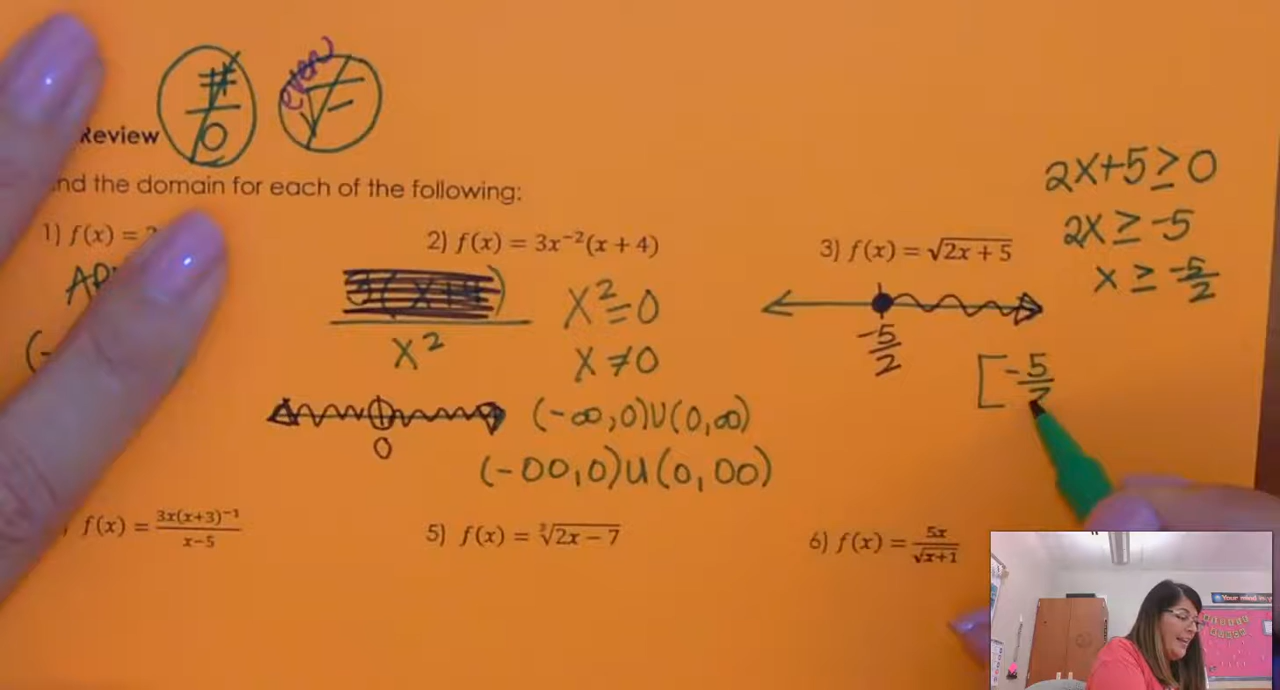 #
0
even
√-
Review
nd the domain for each of the following:
1) f(x) =
2) f(x) = 3x⁻²(x + 4)
3) f(x) = √2x + 5
2x+5≥0
2x ≥ -5
x ≥ -5/2
x²=0
x²
x≠0
-5/2
[-5/2
0
(-∞,0)U(0,∞)
(-∞,0)U(0,∞)
f(x) = 3x(x+3)⁻¹/x-5
5) f(x) = ∛2x − 7
6) f(x) = 5x/√x+1